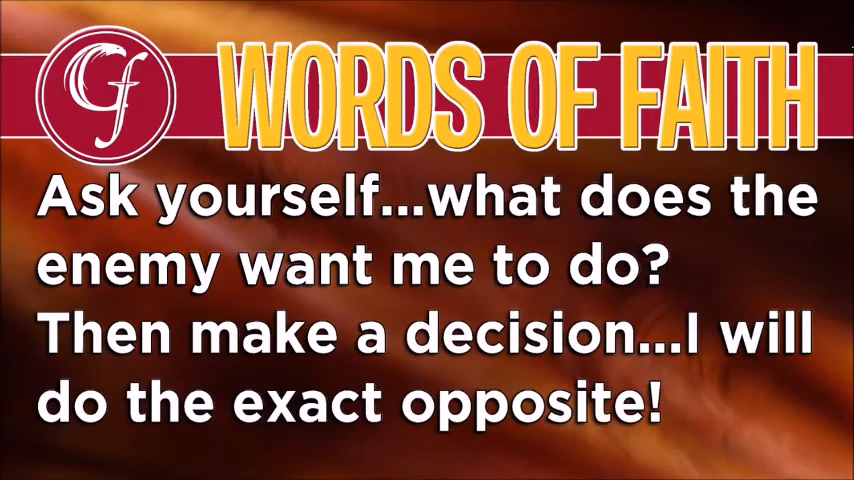 Gf
WORDS OF FAITH
Ask yourself...what does the
enemy want me to do?
Then make a decision...I will
do the exact opposite!